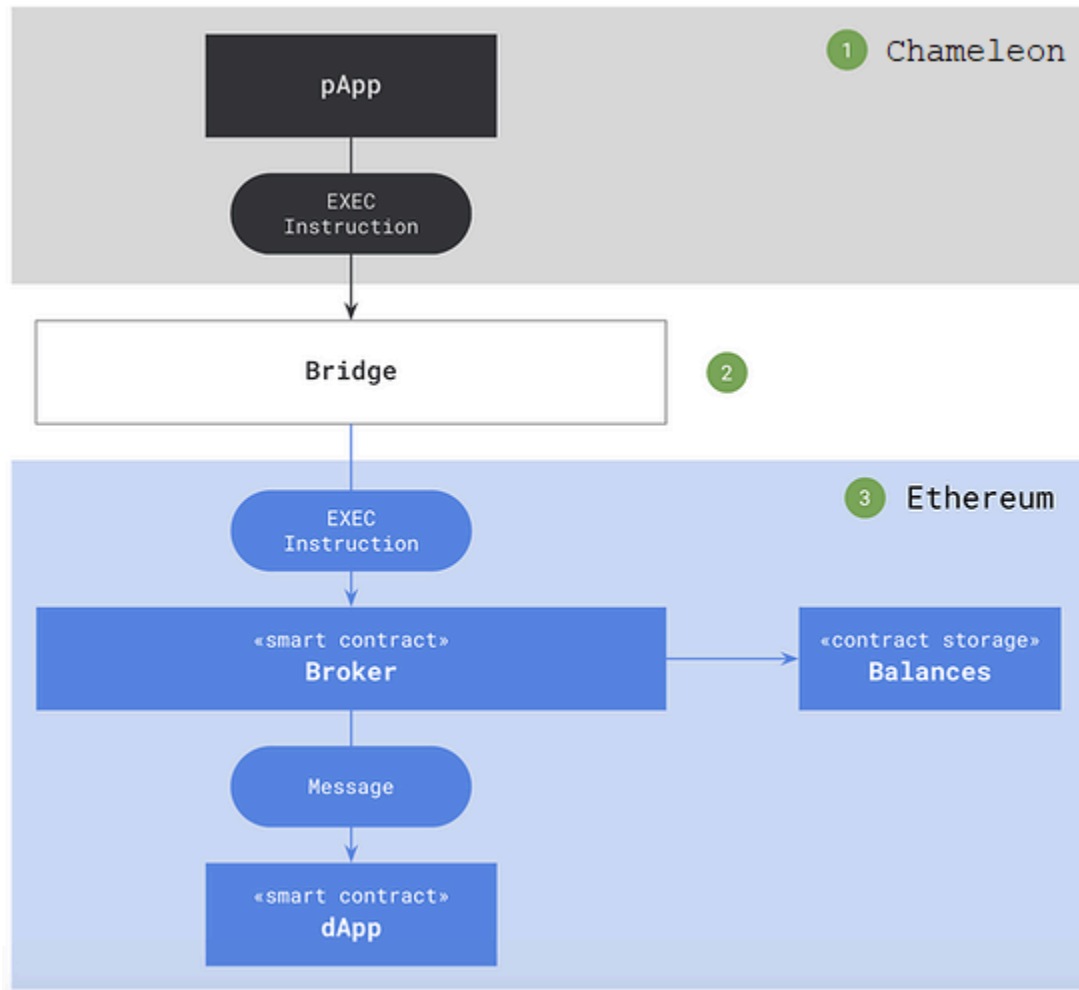 1 Chameleon
pApp
EXEC
Instruction
Bridge
2
3 Ethereum
EXEC
Instruction
«smart contract»
Broker
«contract storage»
Balances
Message
«smart contract»
dApp